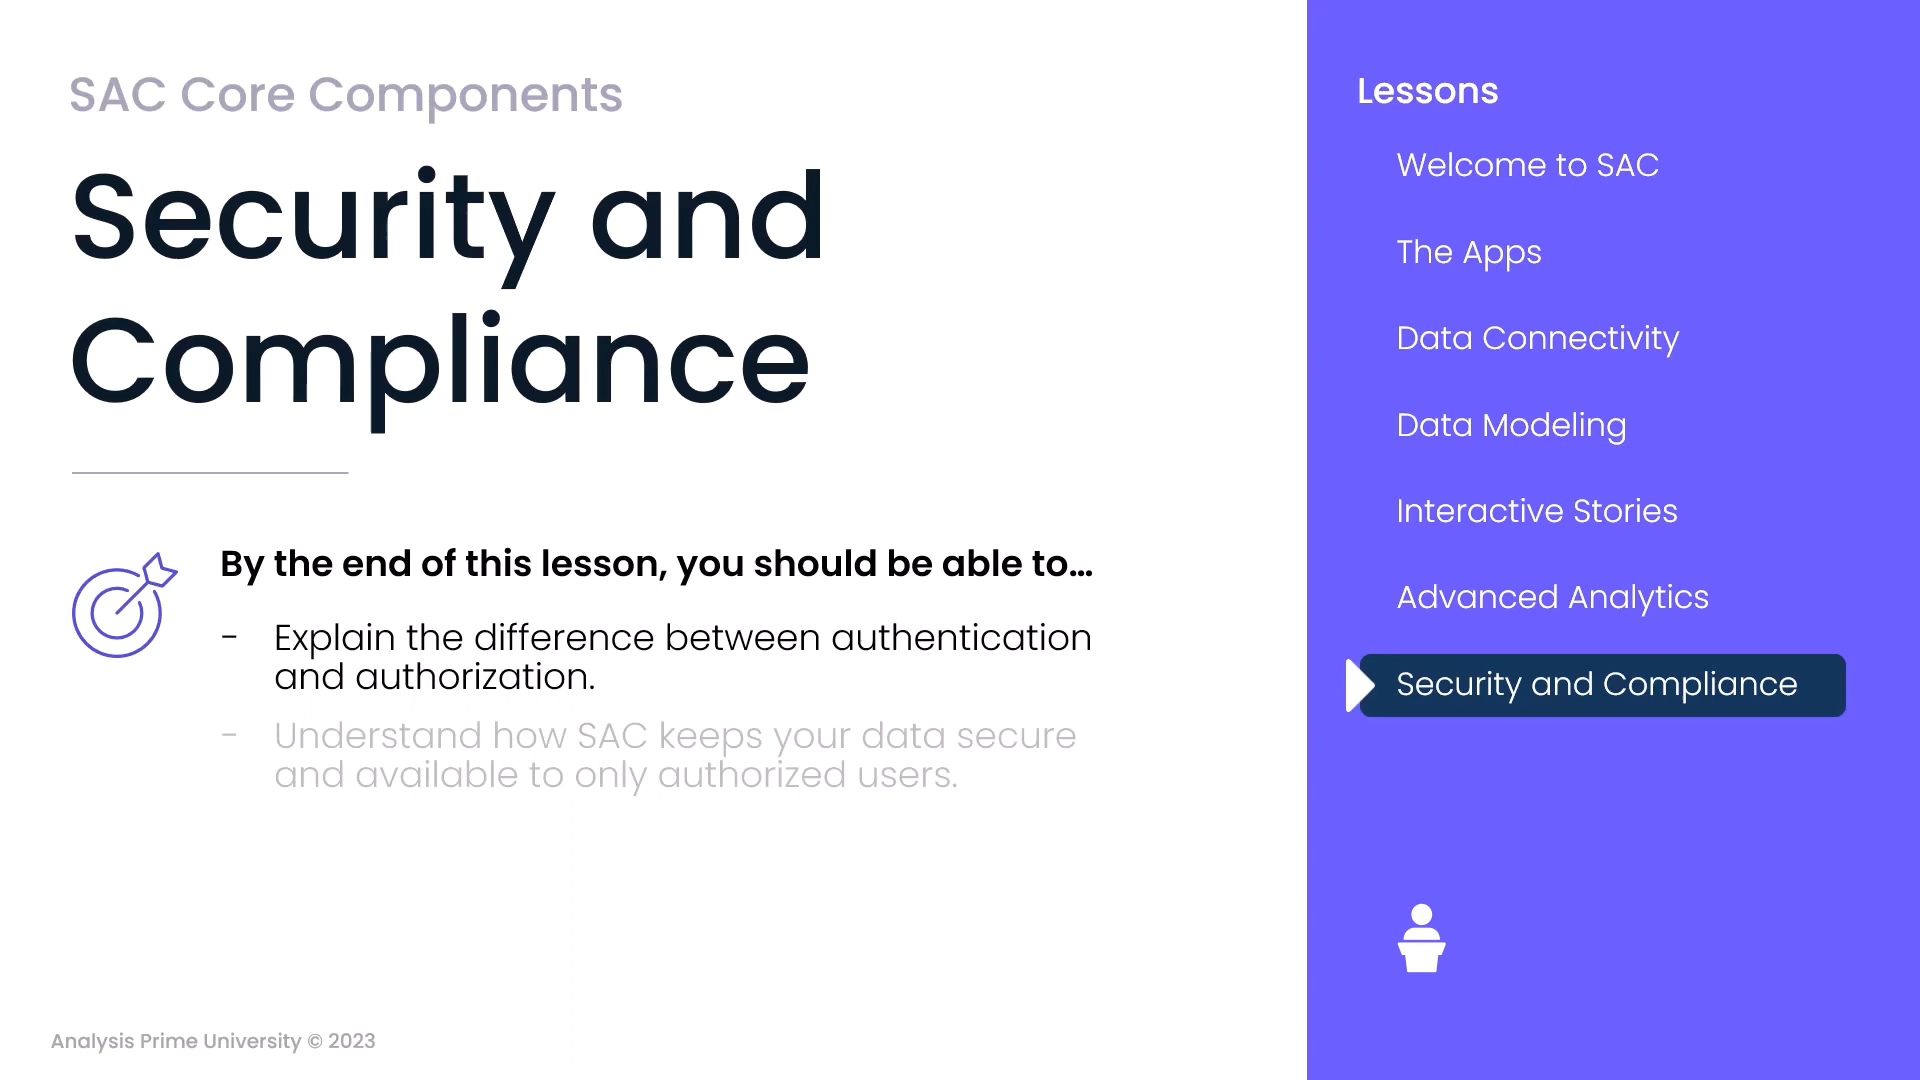 SAC Core Components
Security and
Compliance
By the end of this lesson, you should be able to...
- Explain the difference between authentication
and authorization.
- Understand how SAC keeps your data secure
and available to only authorized users.
Analysis Prime University © 2023
Lessons
Welcome to SAC
The Apps
Data Connectivity
Data Modeling
Interactive Stories
Advanced Analytics
Security and Compliance